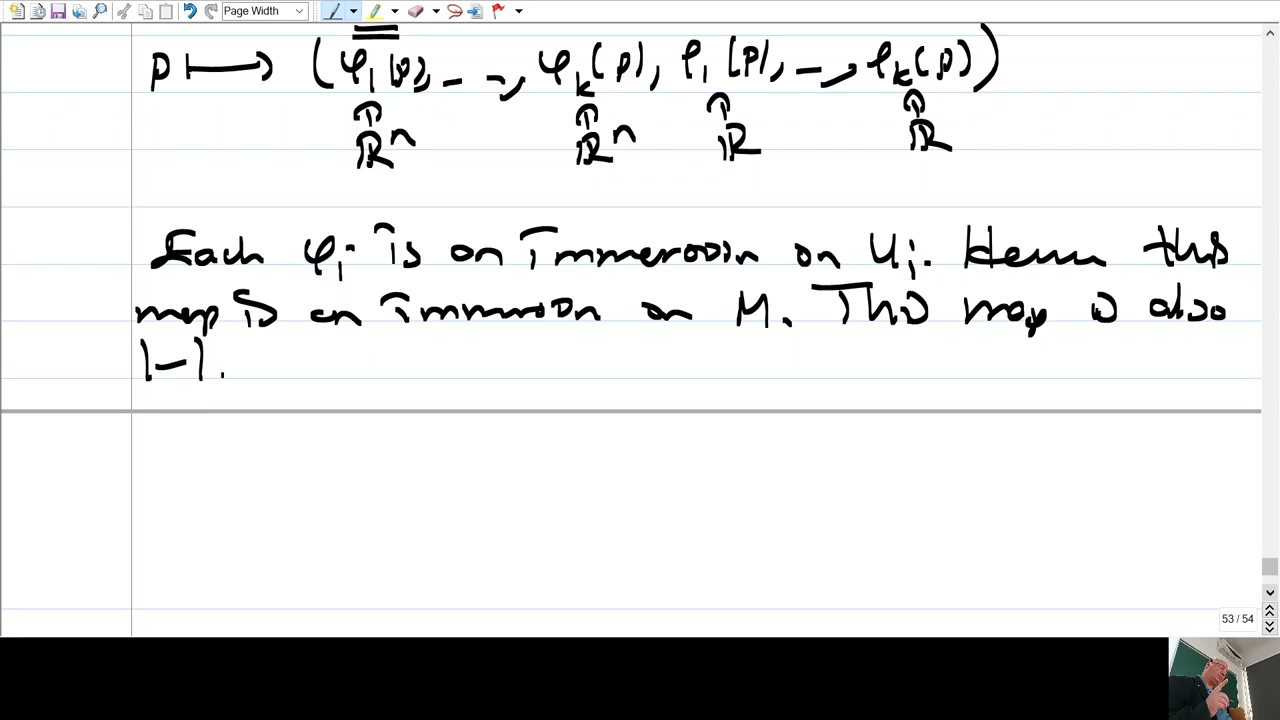 Page Width
p ⟼ (φ₁(p), - -, φₖ(p), ρ₁(p), -, ρₖ(p))
ℝⁿ ℝⁿ ℝ ℝ
Each φᵢ is an immersion on Uᵢ. Hence this
map is an immersion on M. This map is also
1-1.
53 / 54